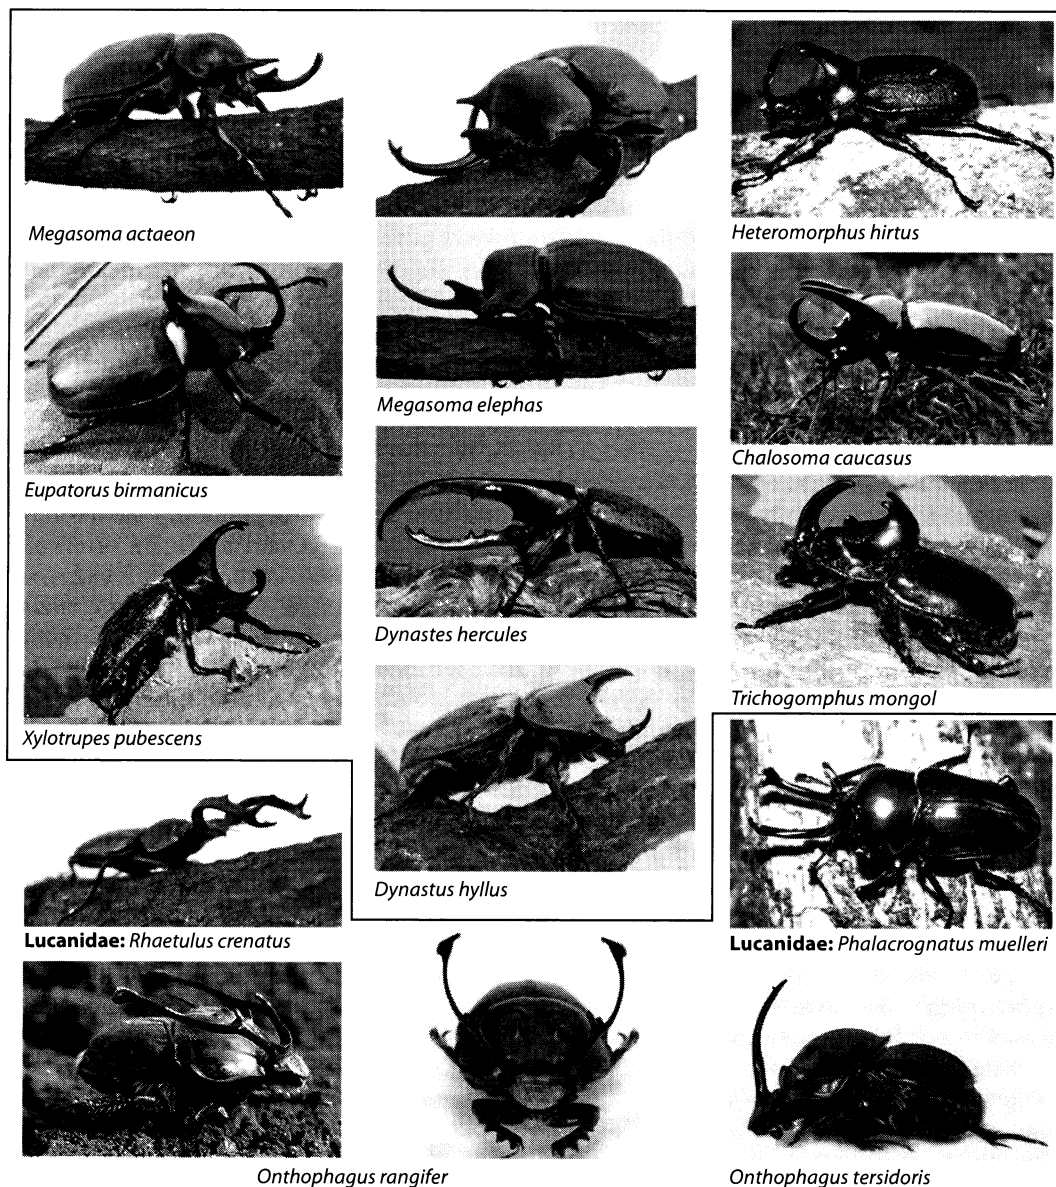 Megasoma actaeon
Heteromorphus hirtus
Megasoma elephas
Chalosoma caucasus
Eupatorus birmanicus
Dynastes hercules
Trichogomphus mongol
Xylotrupes pubescens
Dynastus hyllus
Lucanidae: Rhaetulus crenatus
Lucanidae: Phalacrognatus muelleri
Onthophagus rangifer
Onthophagus tersidoris